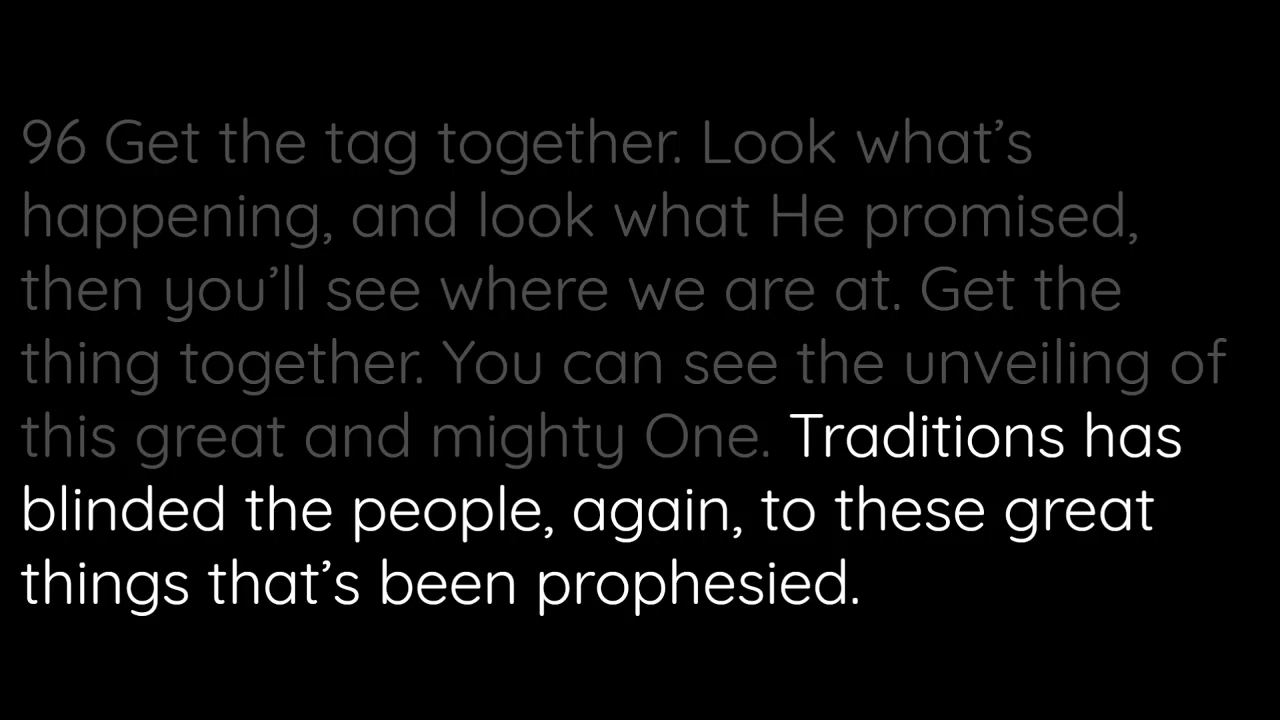 96 Get the tag together. Look what’s
happening, and look what He promised,
then you’ll see where we are at. Get the
thing together. You can see the unveiling of
this great and mighty One. Traditions has
blinded the people, again, to these great
things that’s been prophesied.